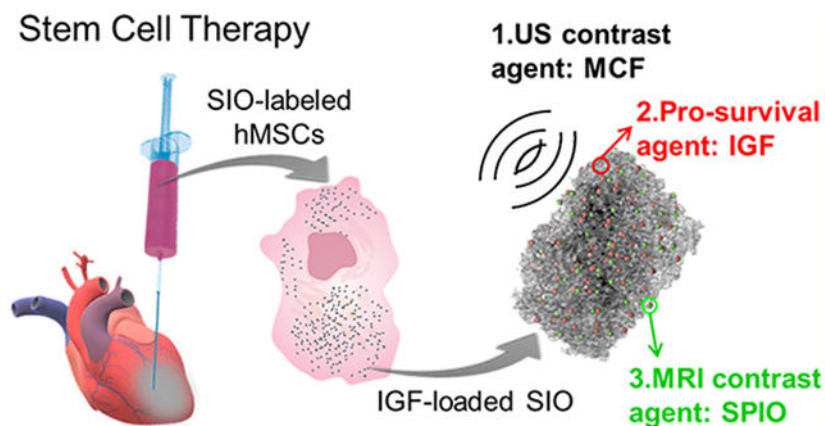 Stem Cell Therapy
SIO-labeled
hMSCs
1.US contrast
agent: MCF
2.Pro-survival
agent: IGF
IGF-loaded SIO
3.MRI contrast
agent: SPIO